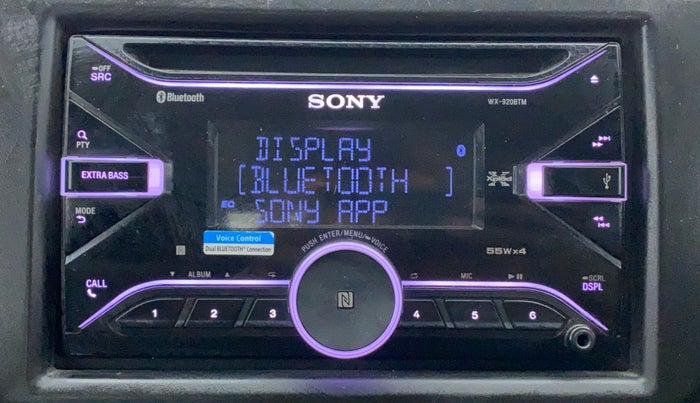 OFF
SRC
Bluetooth
SONY
WX-920BTM
PTY
DISPLAY
[BLUETOOTH ]
EQ SONY APP
EXTRA BASS
Xplod
MODE
Voice Control
Dual BLUETOOTH® Connection
PUSH ENTER/MENU/VOICE
55W×4
CALL
ALBUM
MIC
SCRL
DSPL
1 2 3 4 5 6